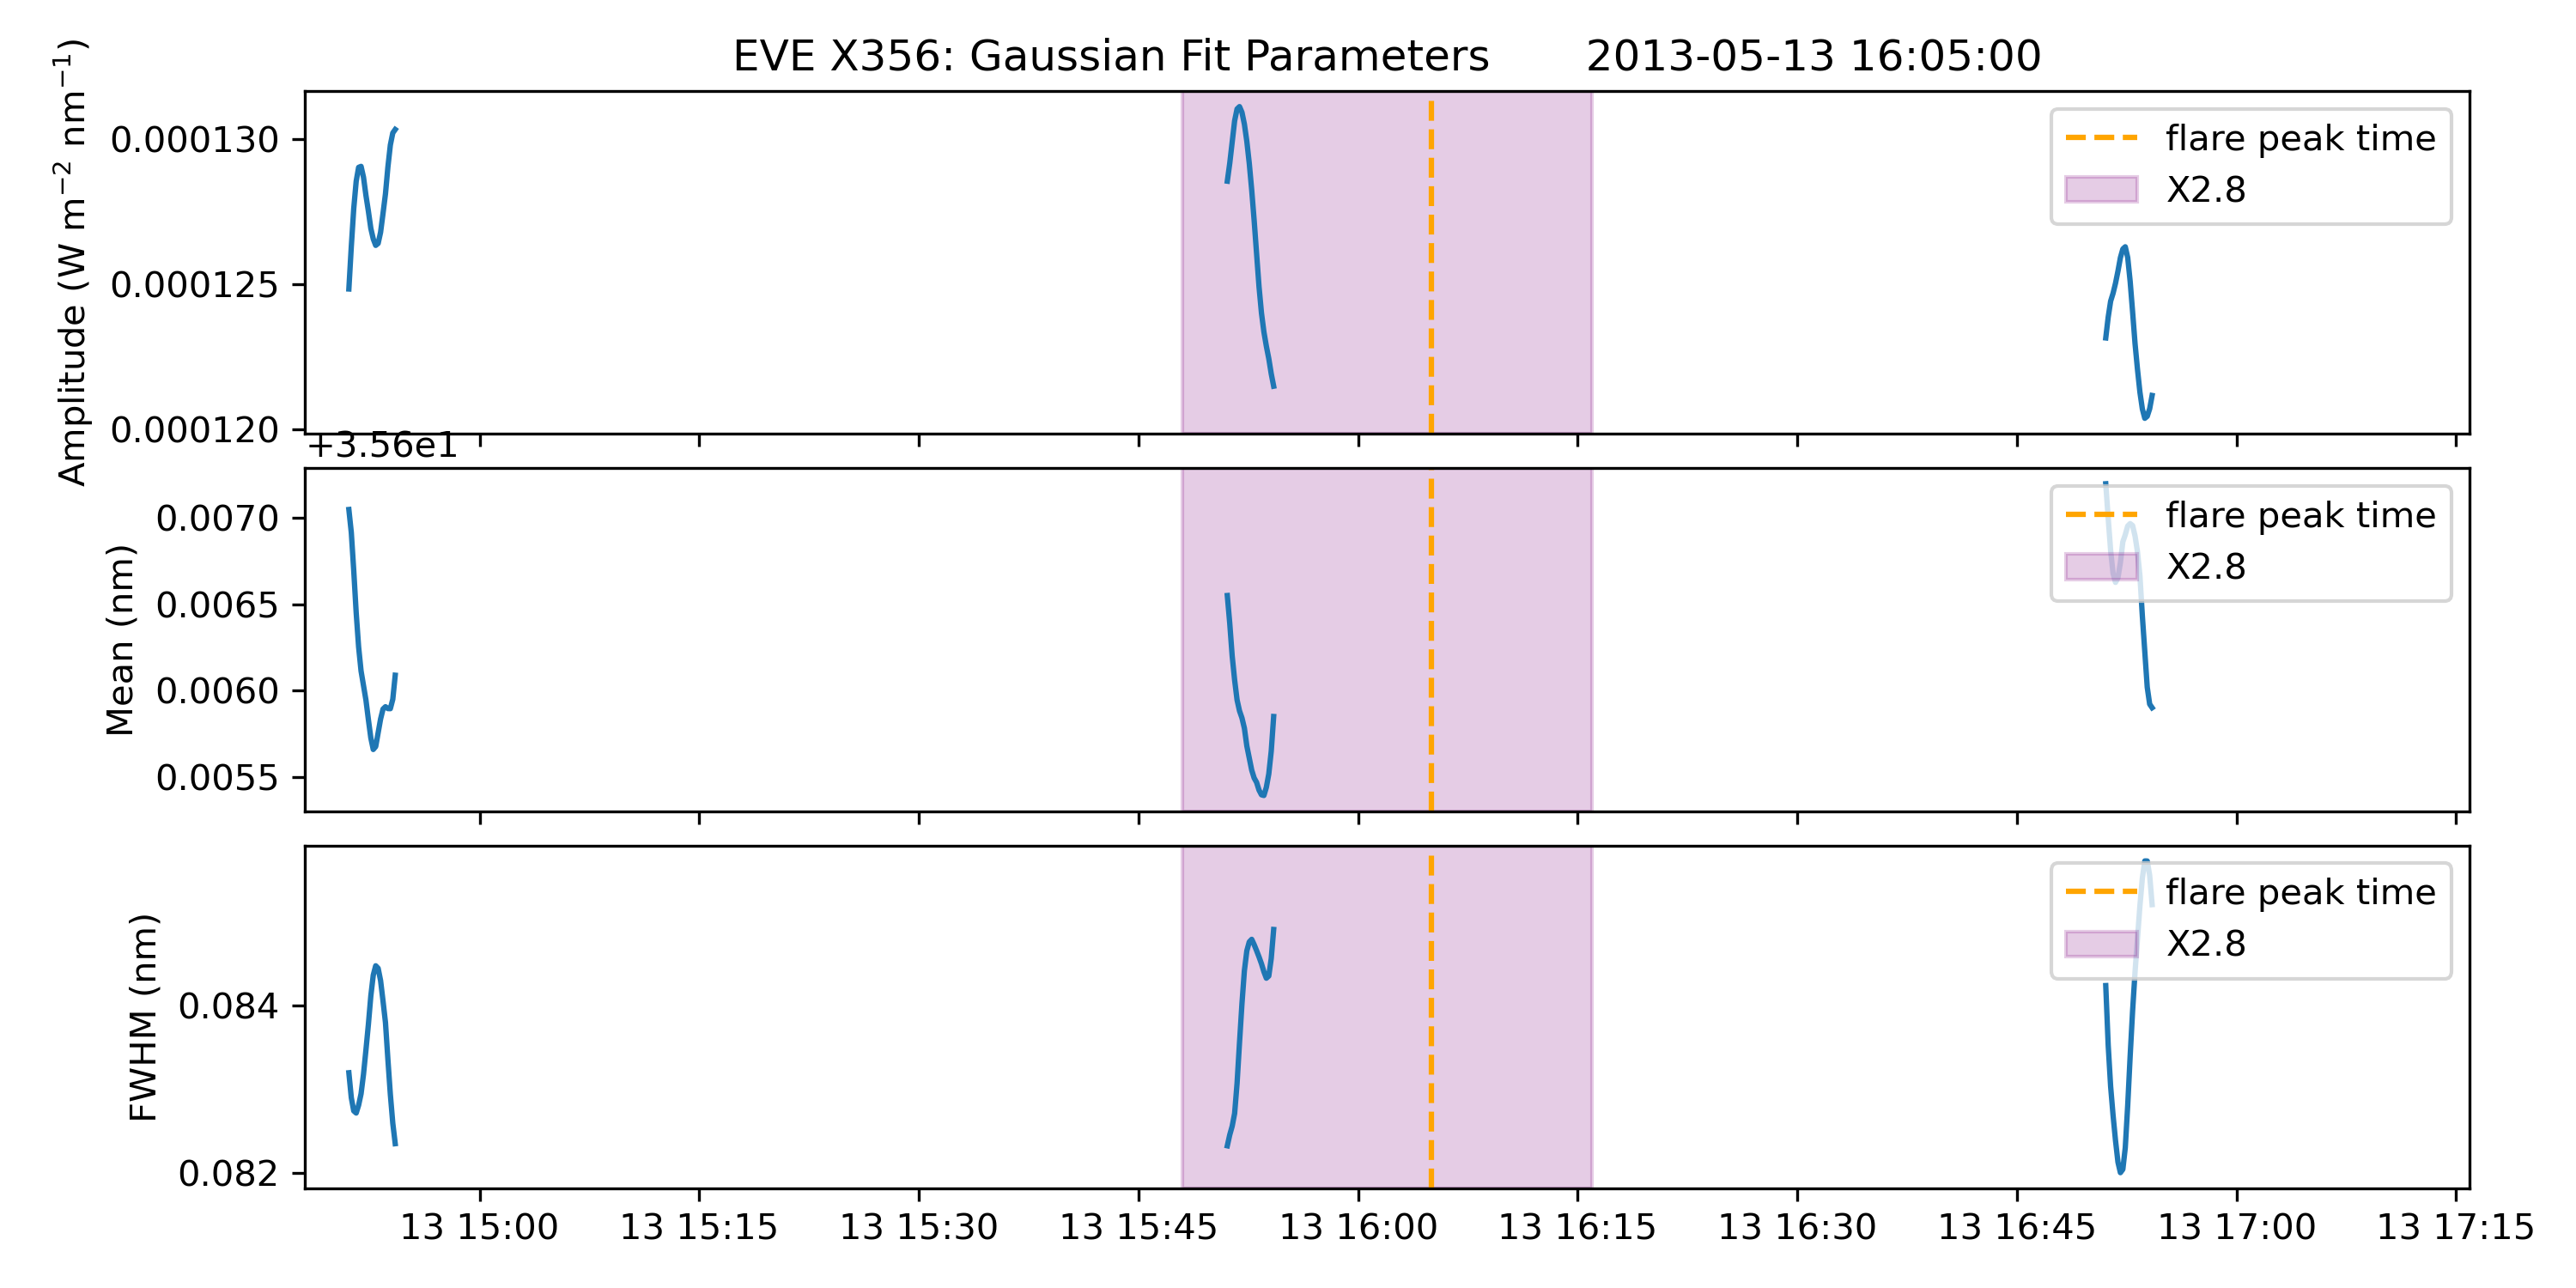 EVE X356: Gaussian Fit Parameters 2013-05-13 16:05:00
Amplitude (W m⁻² nm⁻¹)
0.000130
0.000125
0.000120
flare peak time
X2.8
+3.56e1
Mean (nm)
0.0070
0.0065
0.0060
0.0055
flare peak time
X2.8
FWHM (nm)
0.084
0.082
flare peak time
X2.8
13 15:00 13 15:15 13 15:30 13 15:45 13 16:00 13 16:15 13 16:30 13 16:45 13 17:00 13 17:15